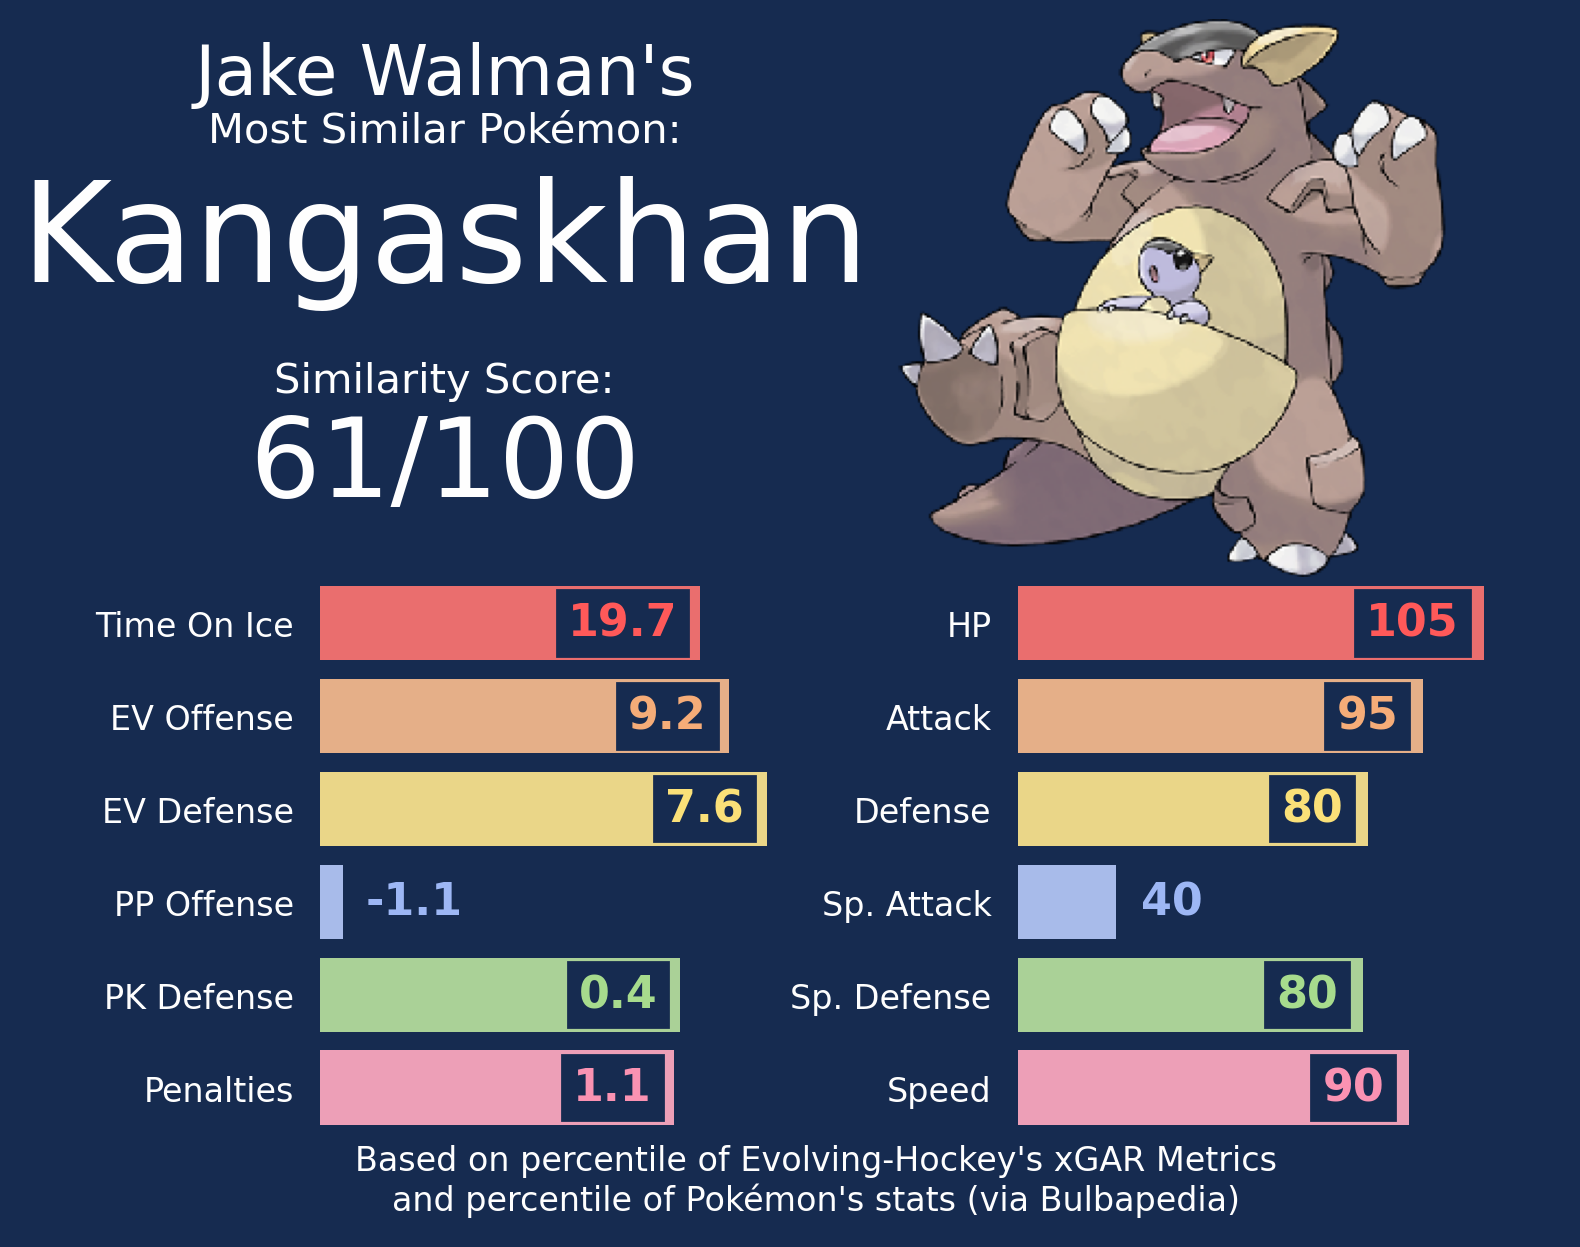 Jake Walman's
Most Similar Pokémon:
Kangaskhan
Similarity Score:
61/100
Time On Ice 19.7
EV Offense 9.2
EV Defense 7.6
PP Offense -1.1
PK Defense 0.4
Penalties 1.1
HP 105
Attack 95
Defense 80
Sp. Attack 40
Sp. Defense 80
Speed 90
Based on percentile of Evolving-Hockey's xGAR Metrics
and percentile of Pokémon's stats (via Bulbapedia)